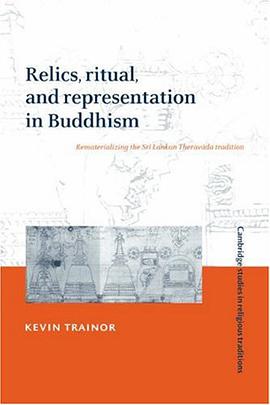 Relics, ritual,
and representation
in Buddhism
Rematerializing the Sri Lankan Theravāda tradition
Cambridge studies in religious traditions
KEVIN TRAINOR